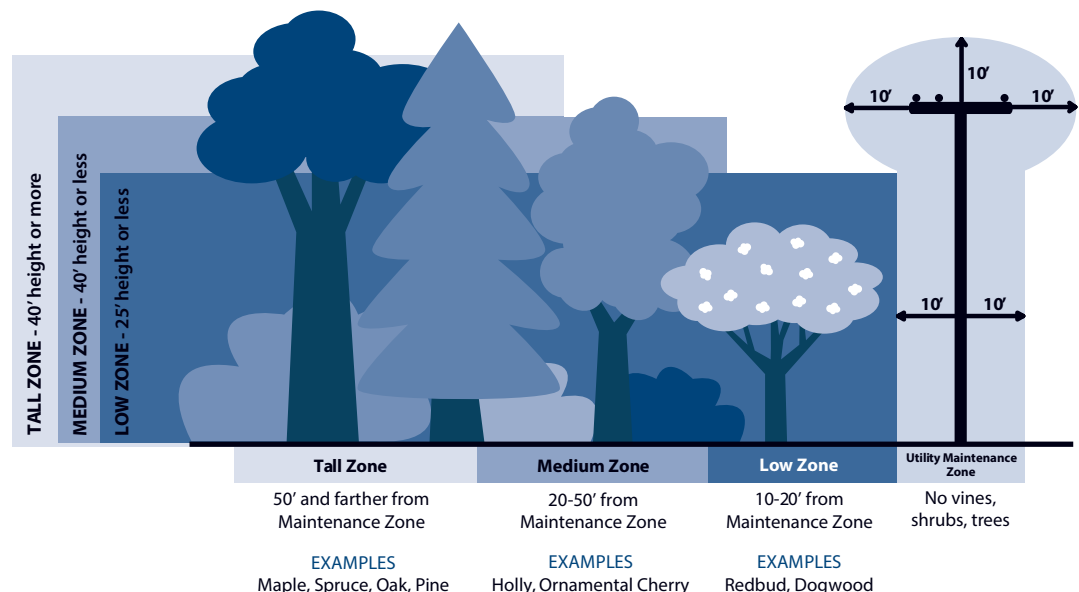 TALL ZONE - 40’ height or more
MEDIUM ZONE - 40’ height or less
LOW ZONE - 25’ height or less
10’
10’
10’
10’
10’
Tall Zone
50’ and farther from
Maintenance Zone
EXAMPLES
Maple, Spruce, Oak, Pine
Medium Zone
20-50’ from
Maintenance Zone
EXAMPLES
Holly, Ornamental Cherry
Low Zone
10-20’ from
Maintenance Zone
EXAMPLES
Redbud, Dogwood
Utility Maintenance
Zone
No vines,
shrubs, trees